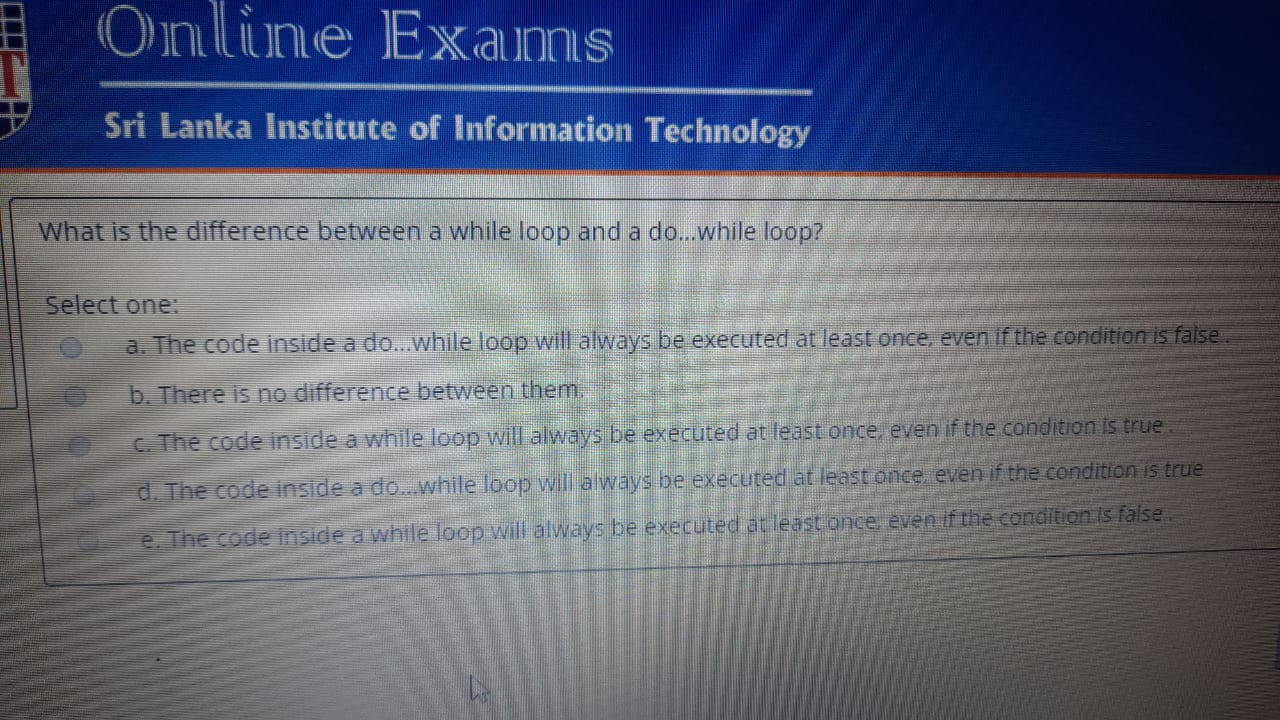 T
Online Exams
Sri Lanka Institute of Information Technology
What is the difference between a while loop and a do...while loop?
Select one:
a. The code inside a do...while loop will always be executed at least once, even if the condition is false.
b. There is no difference between them.
c. The code inside a while loop will always be executed at least once, even if the condition is true.
d. The code inside a do...while loop will always be executed at least once, even if the condition is true
e. The code inside a while loop will always be executed at least once, even if the condition is false.